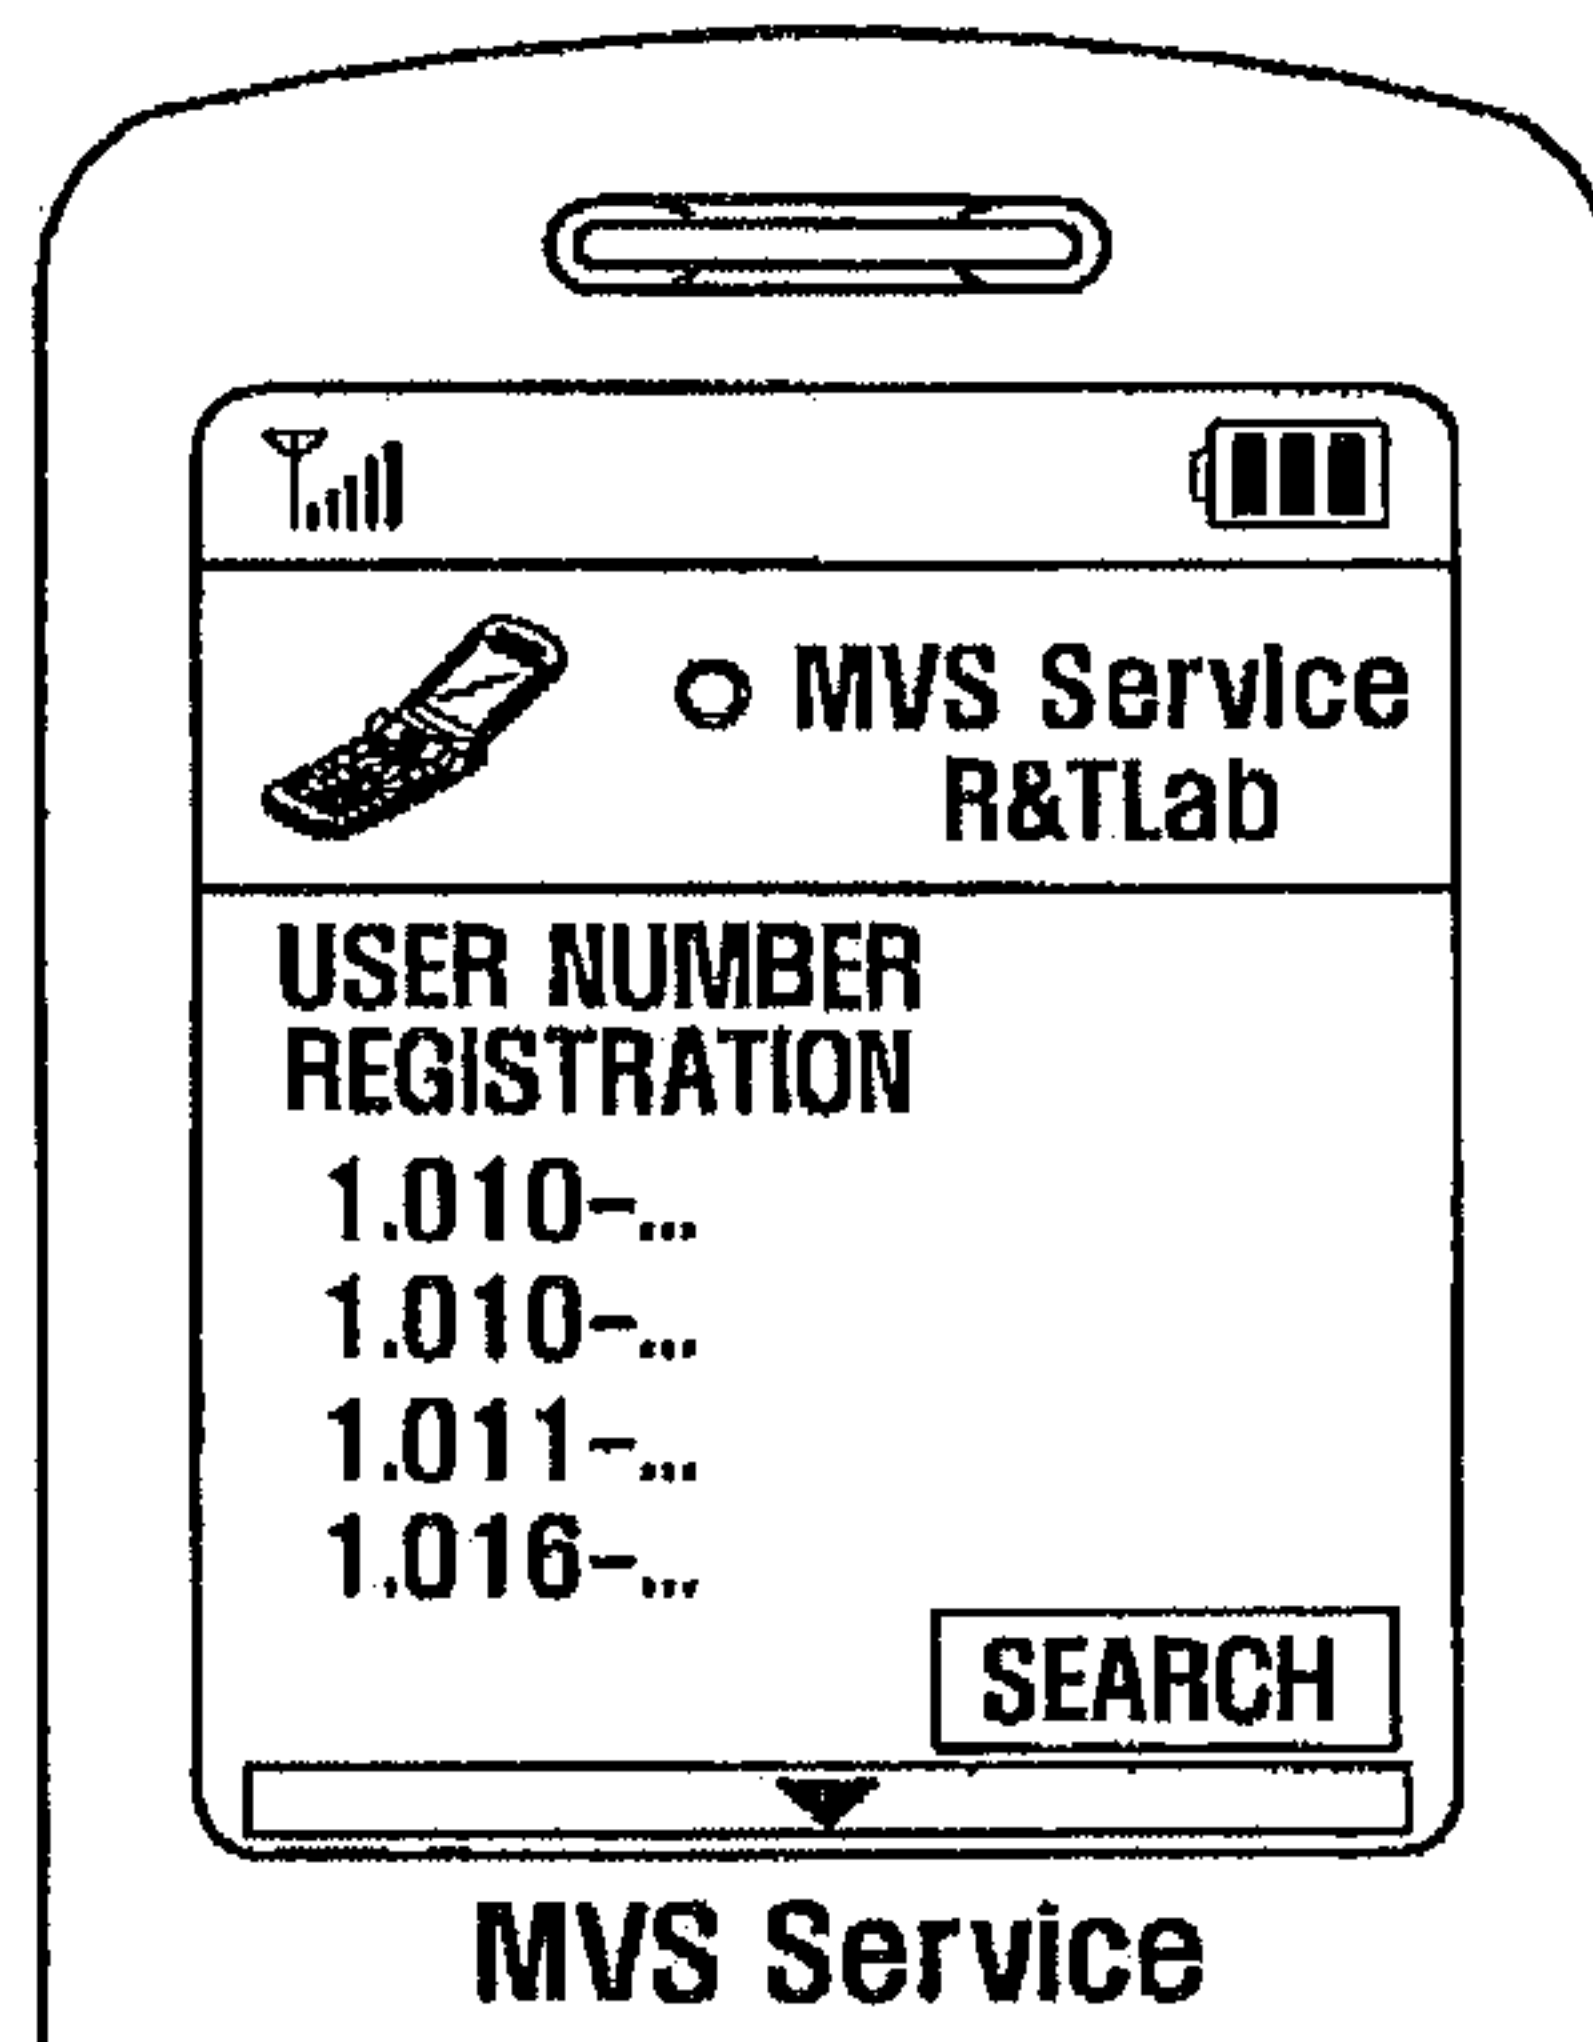 MVS Service
R&TLab
USER NUMBER
REGISTRATION
1.010-...
1.010-...
1.011-...
1.016-...
SEARCH
MVS Service